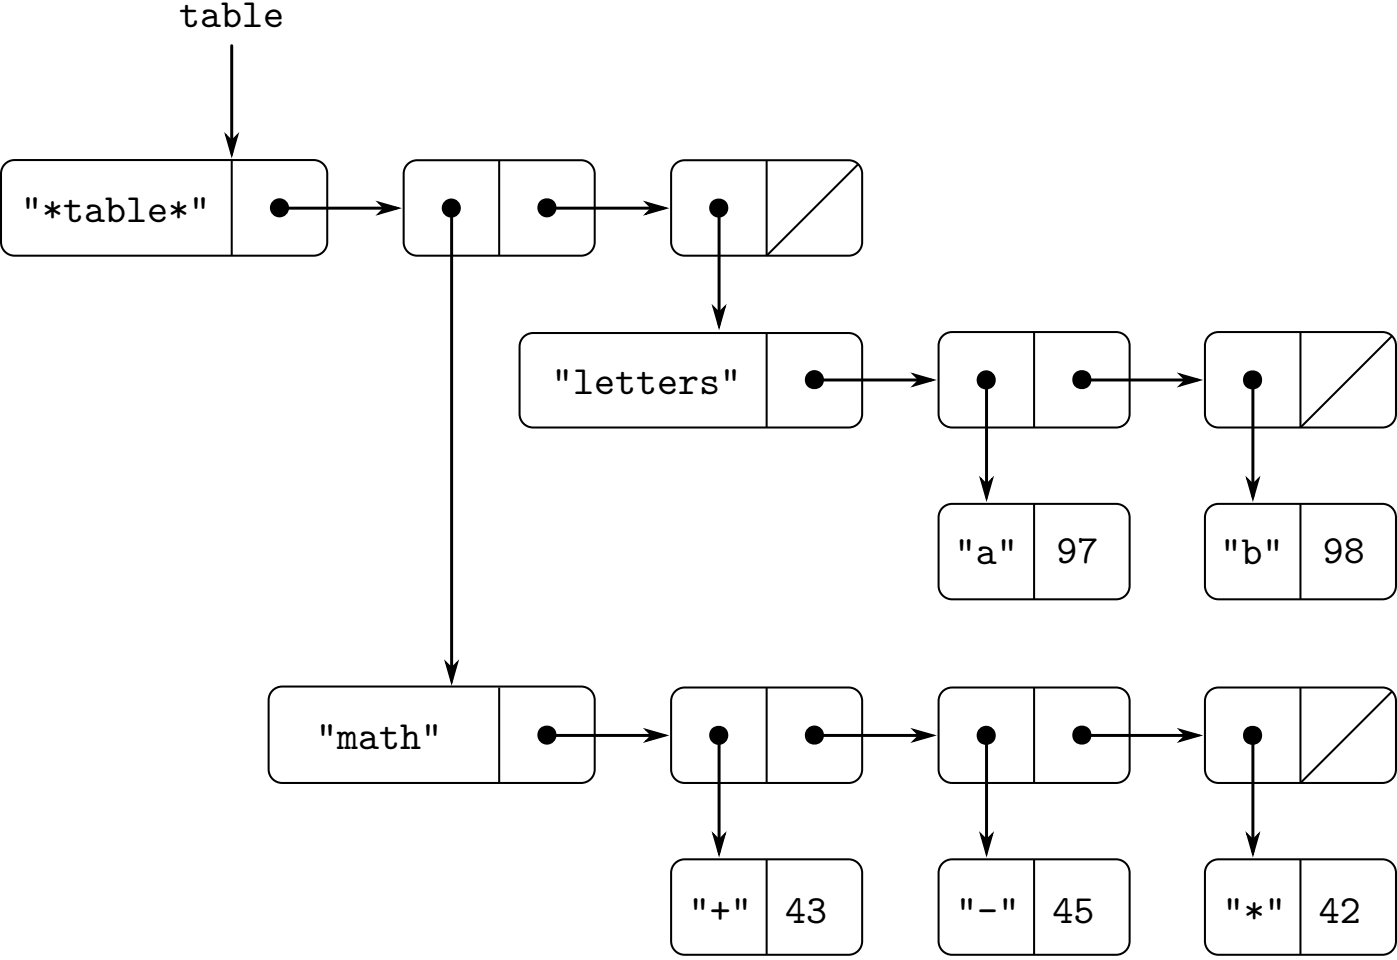 table
"*table*"
"letters"
"a" 97 "b" 98
"math"
"+" 43 "-" 45 "*" 42